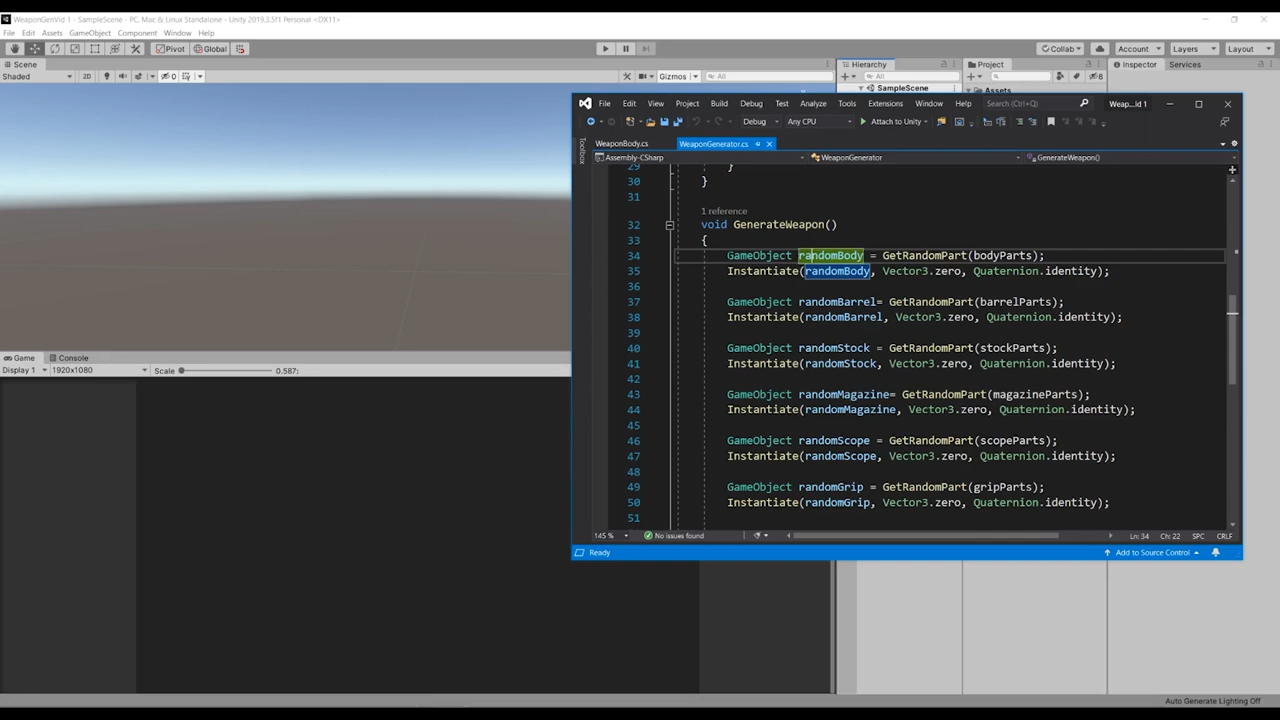 WeaponGenVid 1 - SampleScene - PC, Mac & Linux Standalone - Unity 2019.3.5f1 Personal <DX11>
File Edit Assets GameObject Component Window Help
Pivot Global Collab Account Layers Layout
Scene Hierarchy Project Inspector Services
Shaded 2D 0 Gizmos All All 8
SampleScene Assets
File Edit View Project Build Debug Test Analyze Tools Extensions Window Help Search (Ctrl+Q) Weap...id 1
Debug Any CPU Attach to Unity
Toolbox
WeaponBody.cs WeaponGenerator.cs
Assembly-CSharp WeaponGenerator GenerateWeapon()
29 }
30 }
31
1 reference
32 void GenerateWeapon()
33 {
34 GameObject randomBody = GetRandomPart(bodyParts);
35 Instantiate(randomBody, Vector3.zero, Quaternion.identity);
37 GameObject randomBarrel= GetRandomPart(barrelParts);
38 Instantiate(randomBarrel, Vector3.zero, Quaternion.identity);
39
40 GameObject randomStock = GetRandomPart(stockParts);
41 Instantiate(randomStock, Vector3.zero, Quaternion.identity);
42
43 GameObject randomMagazine= GetRandomPart(magazineParts);
44 Instantiate(randomMagazine, Vector3.zero, Quaternion.identity);
45
46 GameObject randomScope = GetRandomPart(scopeParts);
47 Instantiate(randomScope, Vector3.zero, Quaternion.identity);
48
49 GameObject randomGrip = GetRandomPart(gripParts);
50 Instantiate(randomGrip, Vector3.zero, Quaternion.identity);
51
145 % No issues found Ln: 34 Ch: 22 SPC CRLF
Ready Add to Source Control
Game Console
Display 1 1920x1080 Scale 0.587:
Auto Generate Lighting Off